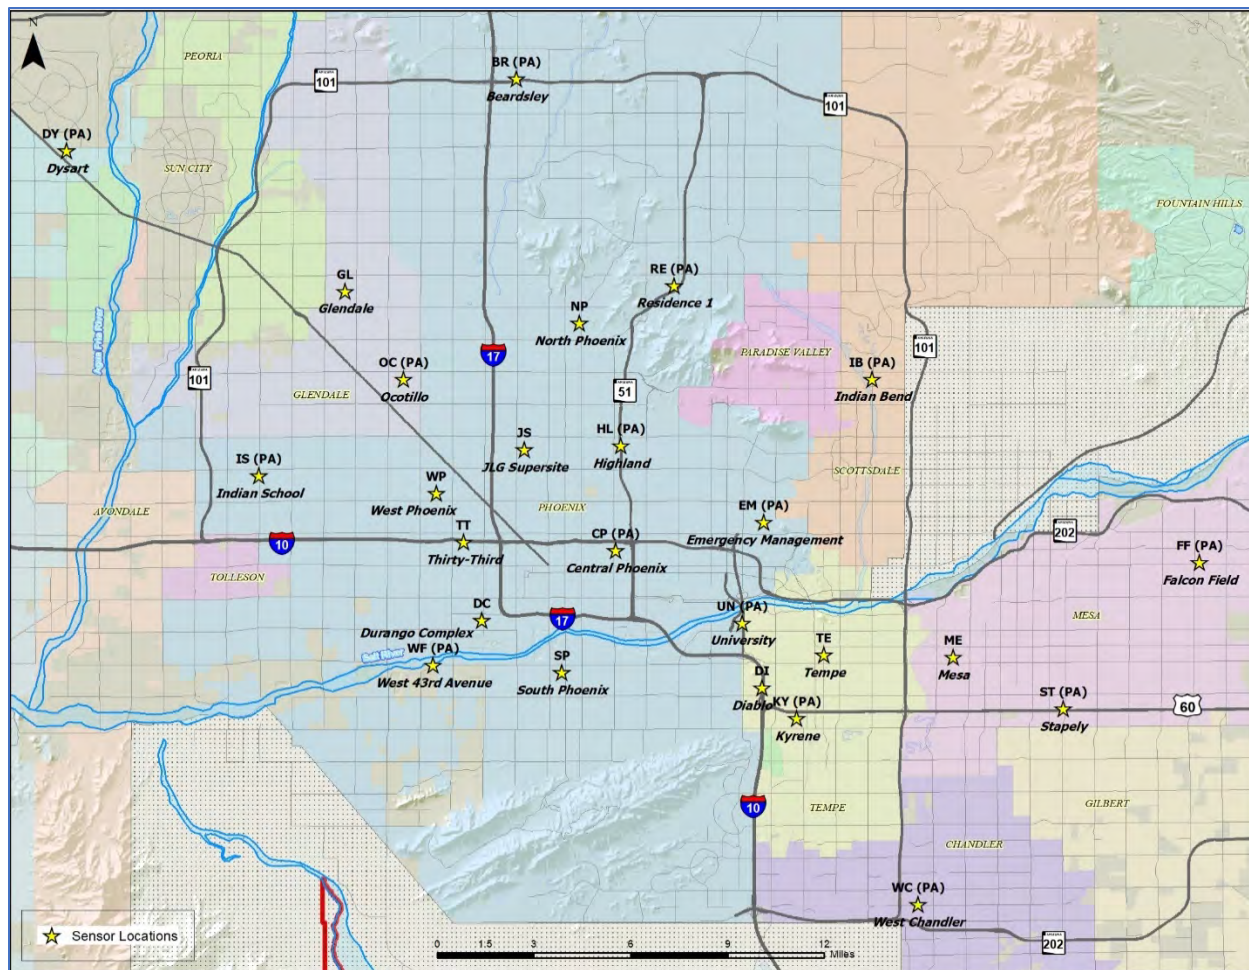 N
PEORIA
BR (PA)
Beardsley
101
101
DY (PA)
Dysart
SUN CITY
FOUNTAIN HILLS
GL
Glendale
RE (PA)
Residence 1
NP
North Phoenix
Agua Fria River
17
PARADISE VALLEY
101
OC (PA)
Ocotillo
IB (PA)
Indian Bend
101
GLENDALE
51
JS
JLG Supersite
HL (PA)
Highland
IS (PA)
Indian School
SCOTTSDALE
WP
West Phoenix
AVONDALE
PHOENIX
EM (PA)
Emergency Management
TT
Thirty-Third
10
CP (PA)
Central Phoenix
202
FF (PA)
Falcon Field
TOLLESON
DC
Durango Complex
17
UN (PA)
University
MESA
Salt River
WF (PA)
West 43rd Avenue
SP
South Phoenix
TE
Tempe
ME
Mesa
DI
Diablo
KY (PA)
Kyrene
ST (PA)
Stapely
60
10
TEMPE
GILBERT
CHANDLER
WC (PA)
West Chandler
202
Sensor Locations
0 1.5 3 6 9 12
Miles